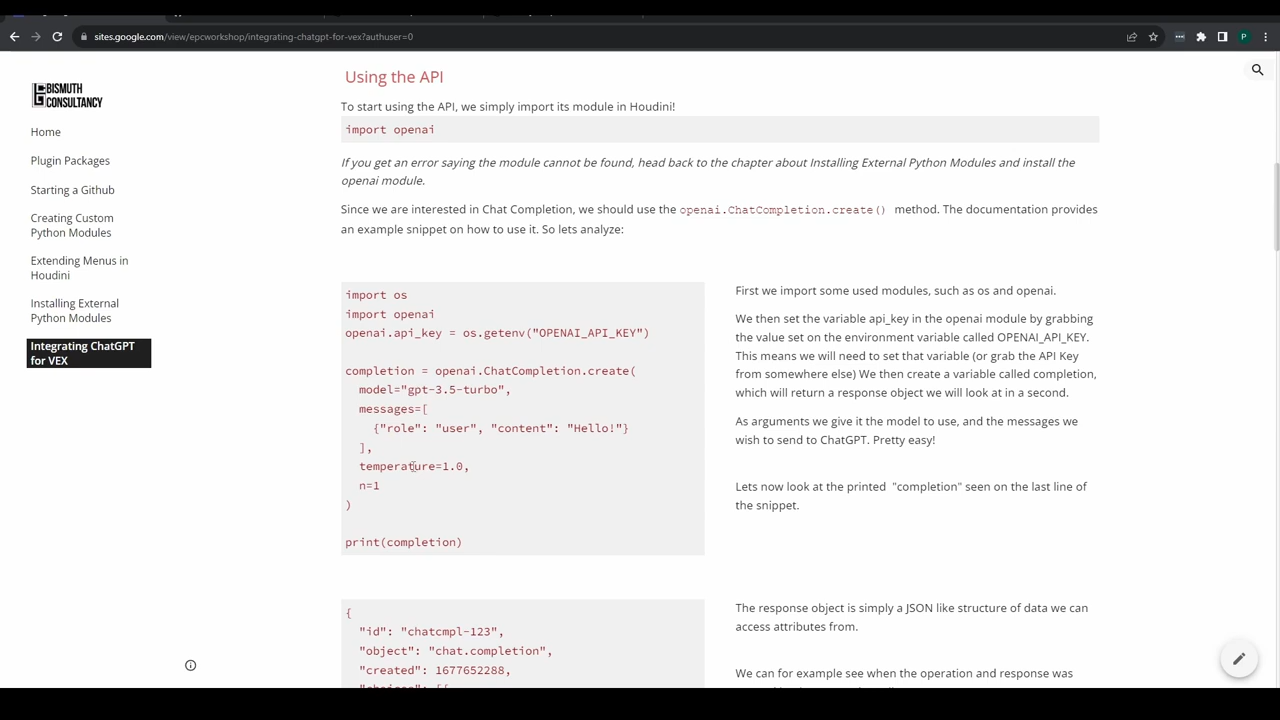 sites.google.com/view/epcworkshop/integrating-chatgpt-for-vex?authuser=0
P
BISMUTH
CONSULTANCY
Home
Plugin Packages
Starting a Github
Creating Custom
Python Modules
Extending Menus in
Houdini
Installing External
Python Modules
Integrating ChatGPT
for VEX
Using the API
To start using the API, we simply import its module in Houdini!
import openai
If you get an error saying the module cannot be found, head back to the chapter about Installing External Python Modules and install the
openai module.
Since we are interested in Chat Completion, we should use the openai.ChatCompletion.create() method. The documentation provides
an example snippet on how to use it. So lets analyze:
import os
import openai
openai.api_key = os.getenv("OPENAI_API_KEY")
completion = openai.ChatCompletion.create(
model="gpt-3.5-turbo",
messages=[
{"role": "user", "content": "Hello!"}
],
temperature=1.0,
n=1
)
print(completion)
First we import some used modules, such as os and openai.
We then set the variable api_key in the openai module by grabbing
the value set on the environment variable called OPENAI_API_KEY.
This means we will need to set that variable (or grab the API Key
from somewhere else) We then create a variable called completion,
which will return a response object we will look at in a second.
As arguments we give it the model to use, and the messages we
wish to send to ChatGPT. Pretty easy!
Lets now look at the printed "completion" seen on the last line of
the snippet.
{
"id": "chatcmpl-123",
"object": "chat.completion",
"created": 1677652288,
The response object is simply a JSON like structure of data we can
access attributes from.
We can for example see when the operation and response was